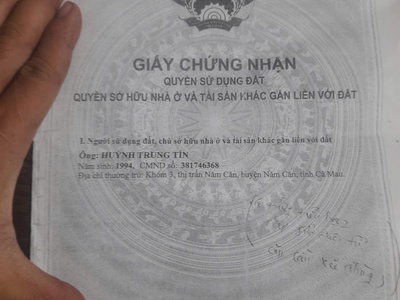 GIẤY CHỨNG NHẬN
QUYỀN SỬ DỤNG ĐẤT
QUYỀN SỞ HỮU NHÀ Ở VÀ TÀI SẢN KHÁC GẮN LIỀN VỚI ĐẤT
I. Người sử dụng đất, chủ sở hữu nhà ở và tài sản khác gắn liền với đất
Ông: HUỲNH TRUNG TÍN
Năm sinh: 1994, CMND số: 381746368
Địa chỉ thường trú: Khóm 3, thị trấn Năm Căn, huyện Năm Căn, tỉnh Cà Mau.